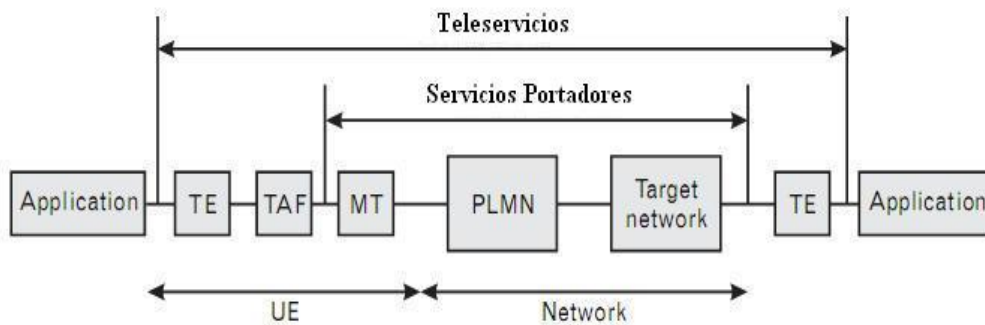 Teleservicios
Servicios Portadores
Application TE TAF MT PLMN Target network TE Application
UE Network